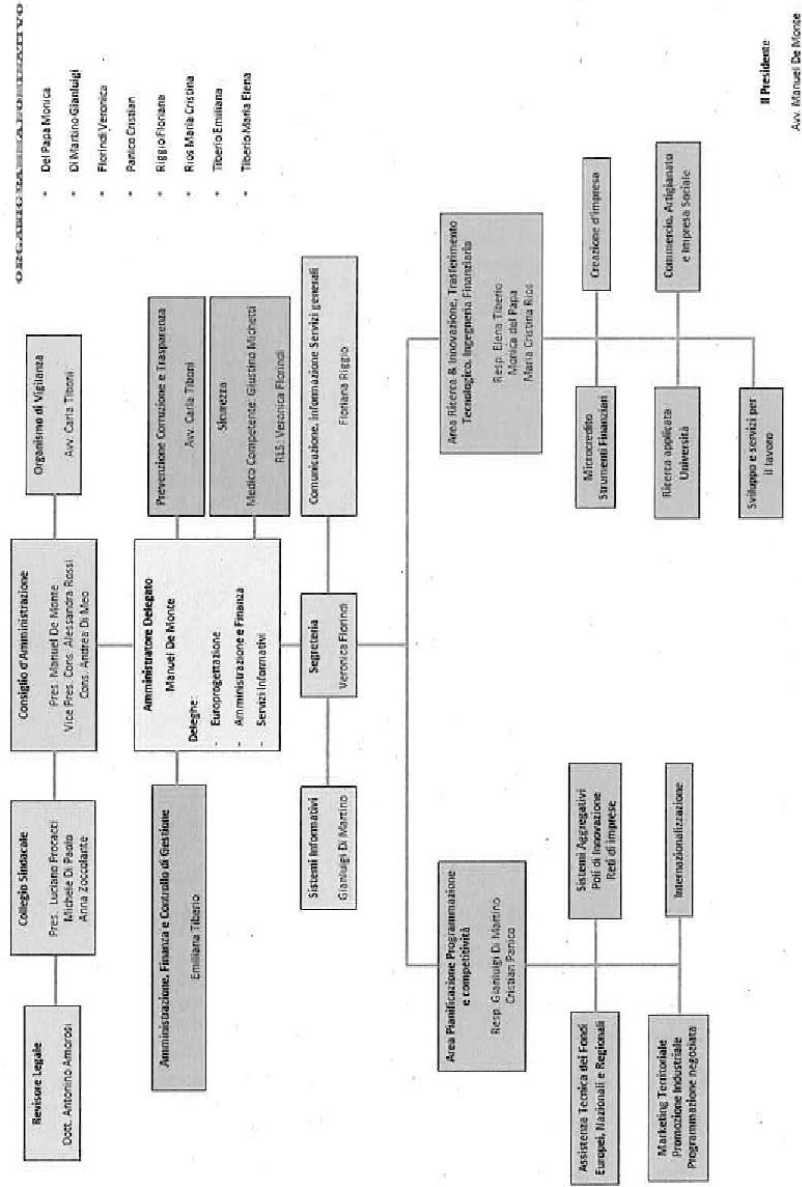 ORGANIGRAMMA NOMINATIVO
- Del Papa Monica
- Di Martino Gianluigi
- Florindi Veronica
- Panico Cristian
- Riggio Floriana
- Rios Maria Cristina
- Tiberio Emiliana
- Tiberio Maria Elena
Revisore Legale
Dott. Antonino Amorosi
Collegio Sindacale
Pres. Luciano Procacci
Michele Di Paolo
Anna Zoccolante
Consiglio d'Amministrazione
Pres. Manuel De Monte
Vice Pres. Cons. Alessandra Rossi
Cons. Andrea Di Meo
Organismo di Vigilanza
Avv. Carla Tiboni
Amministrazione, Finanza e Controllo di Gestione
Emiliana Tiberio
Amministratore Delegato
Manuel De Monte
Deleghe:
- Europrogettazione
- Amministrazione e Finanza
- Servizi Informativi
Prevenzione Corruzione e Trasparenza
Avv. Carla Tiboni
Sicurezza
Medico Competente: Giustino Michetti
RLS: Veronica Florindi
Sistemi Informativi
Gianluigi Di Martino
Segreteria
Veronica Florindi
Comunicazione, Informazione Servizi generali
Floriana Riggio
Area Pianificazione Programmazione
e competitività
Resp. Gianluigi Di Martino
Cristian Panico
Area Ricerca & Innovazione, Trasferimento
Tecnologico, Ingegneria Finanziaria
Resp. Elena Tiberio
Monica del Papa
Maria Cristina Rios
Assistenza Tecnica dei Fondi
Europei, Nazionali e Regionali
Sistemi Aggregativi
Poli di Innovazione
Reti di imprese
Marketing Territoriale
Promozione Industriale
Programmazione negoziata
Internazionalizzazione
Microcredito
Strumenti Finanziari
Creazione d'impresa
Ricerca applicata
Università
Commercio, Artigianato
e Impresa Sociale
Sviluppo e servizi per
il lavoro
Il Presidente
Avv. Manuel De Monte